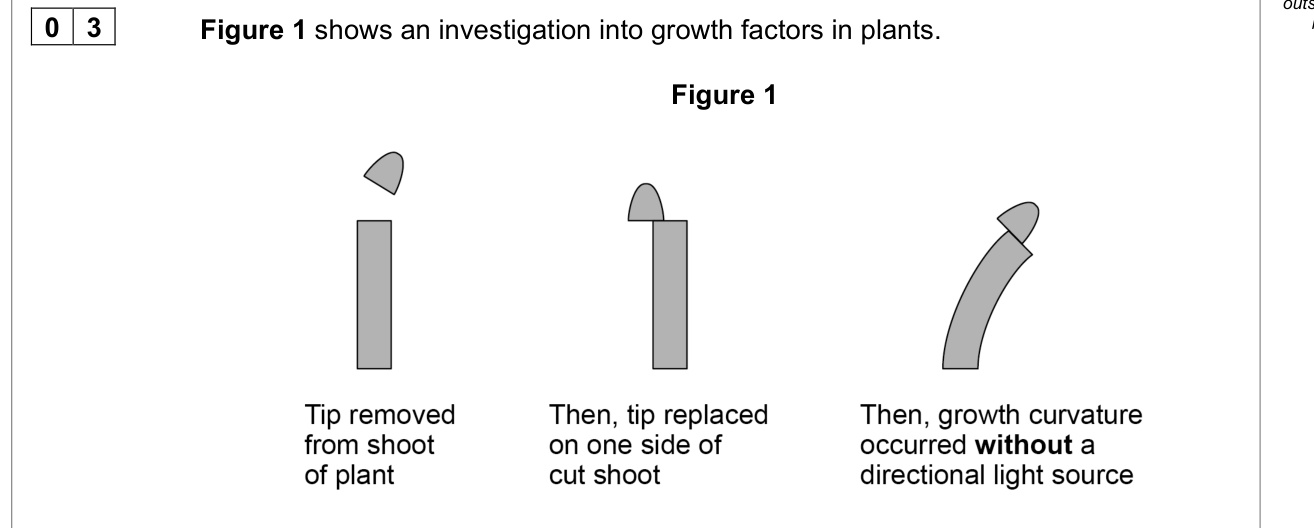 0 3
Figure 1 shows an investigation into growth factors in plants.
Figure 1
Tip removed
from shoot
of plant
Then, tip replaced
on one side of
cut shoot
Then, growth curvature
occurred without a
directional light source